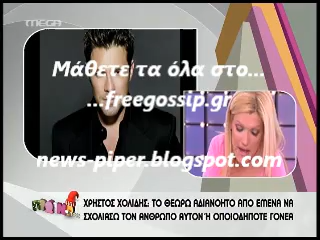 MEGA
Μάθετε τα όλα στο...
...freegossip.gr
news-piper.blogspot.com
ΧΡΗΣΤΟΣ ΧΟΛΙΔΗΣ: ΤΟ ΘΕΩΡΩ ΑΔΙΑΝΟΗΤΟ ΑΠΟ ΕΜΕΝΑ ΝΑ
ΣΧΟΛΙΑΣΩ ΤΟΝ ΑΝΘΡΩΠΟ ΑΥΤΟΝ Ή ΟΠΟΙΟΔΗΠΟΤΕ ΓΟΝΕΑ